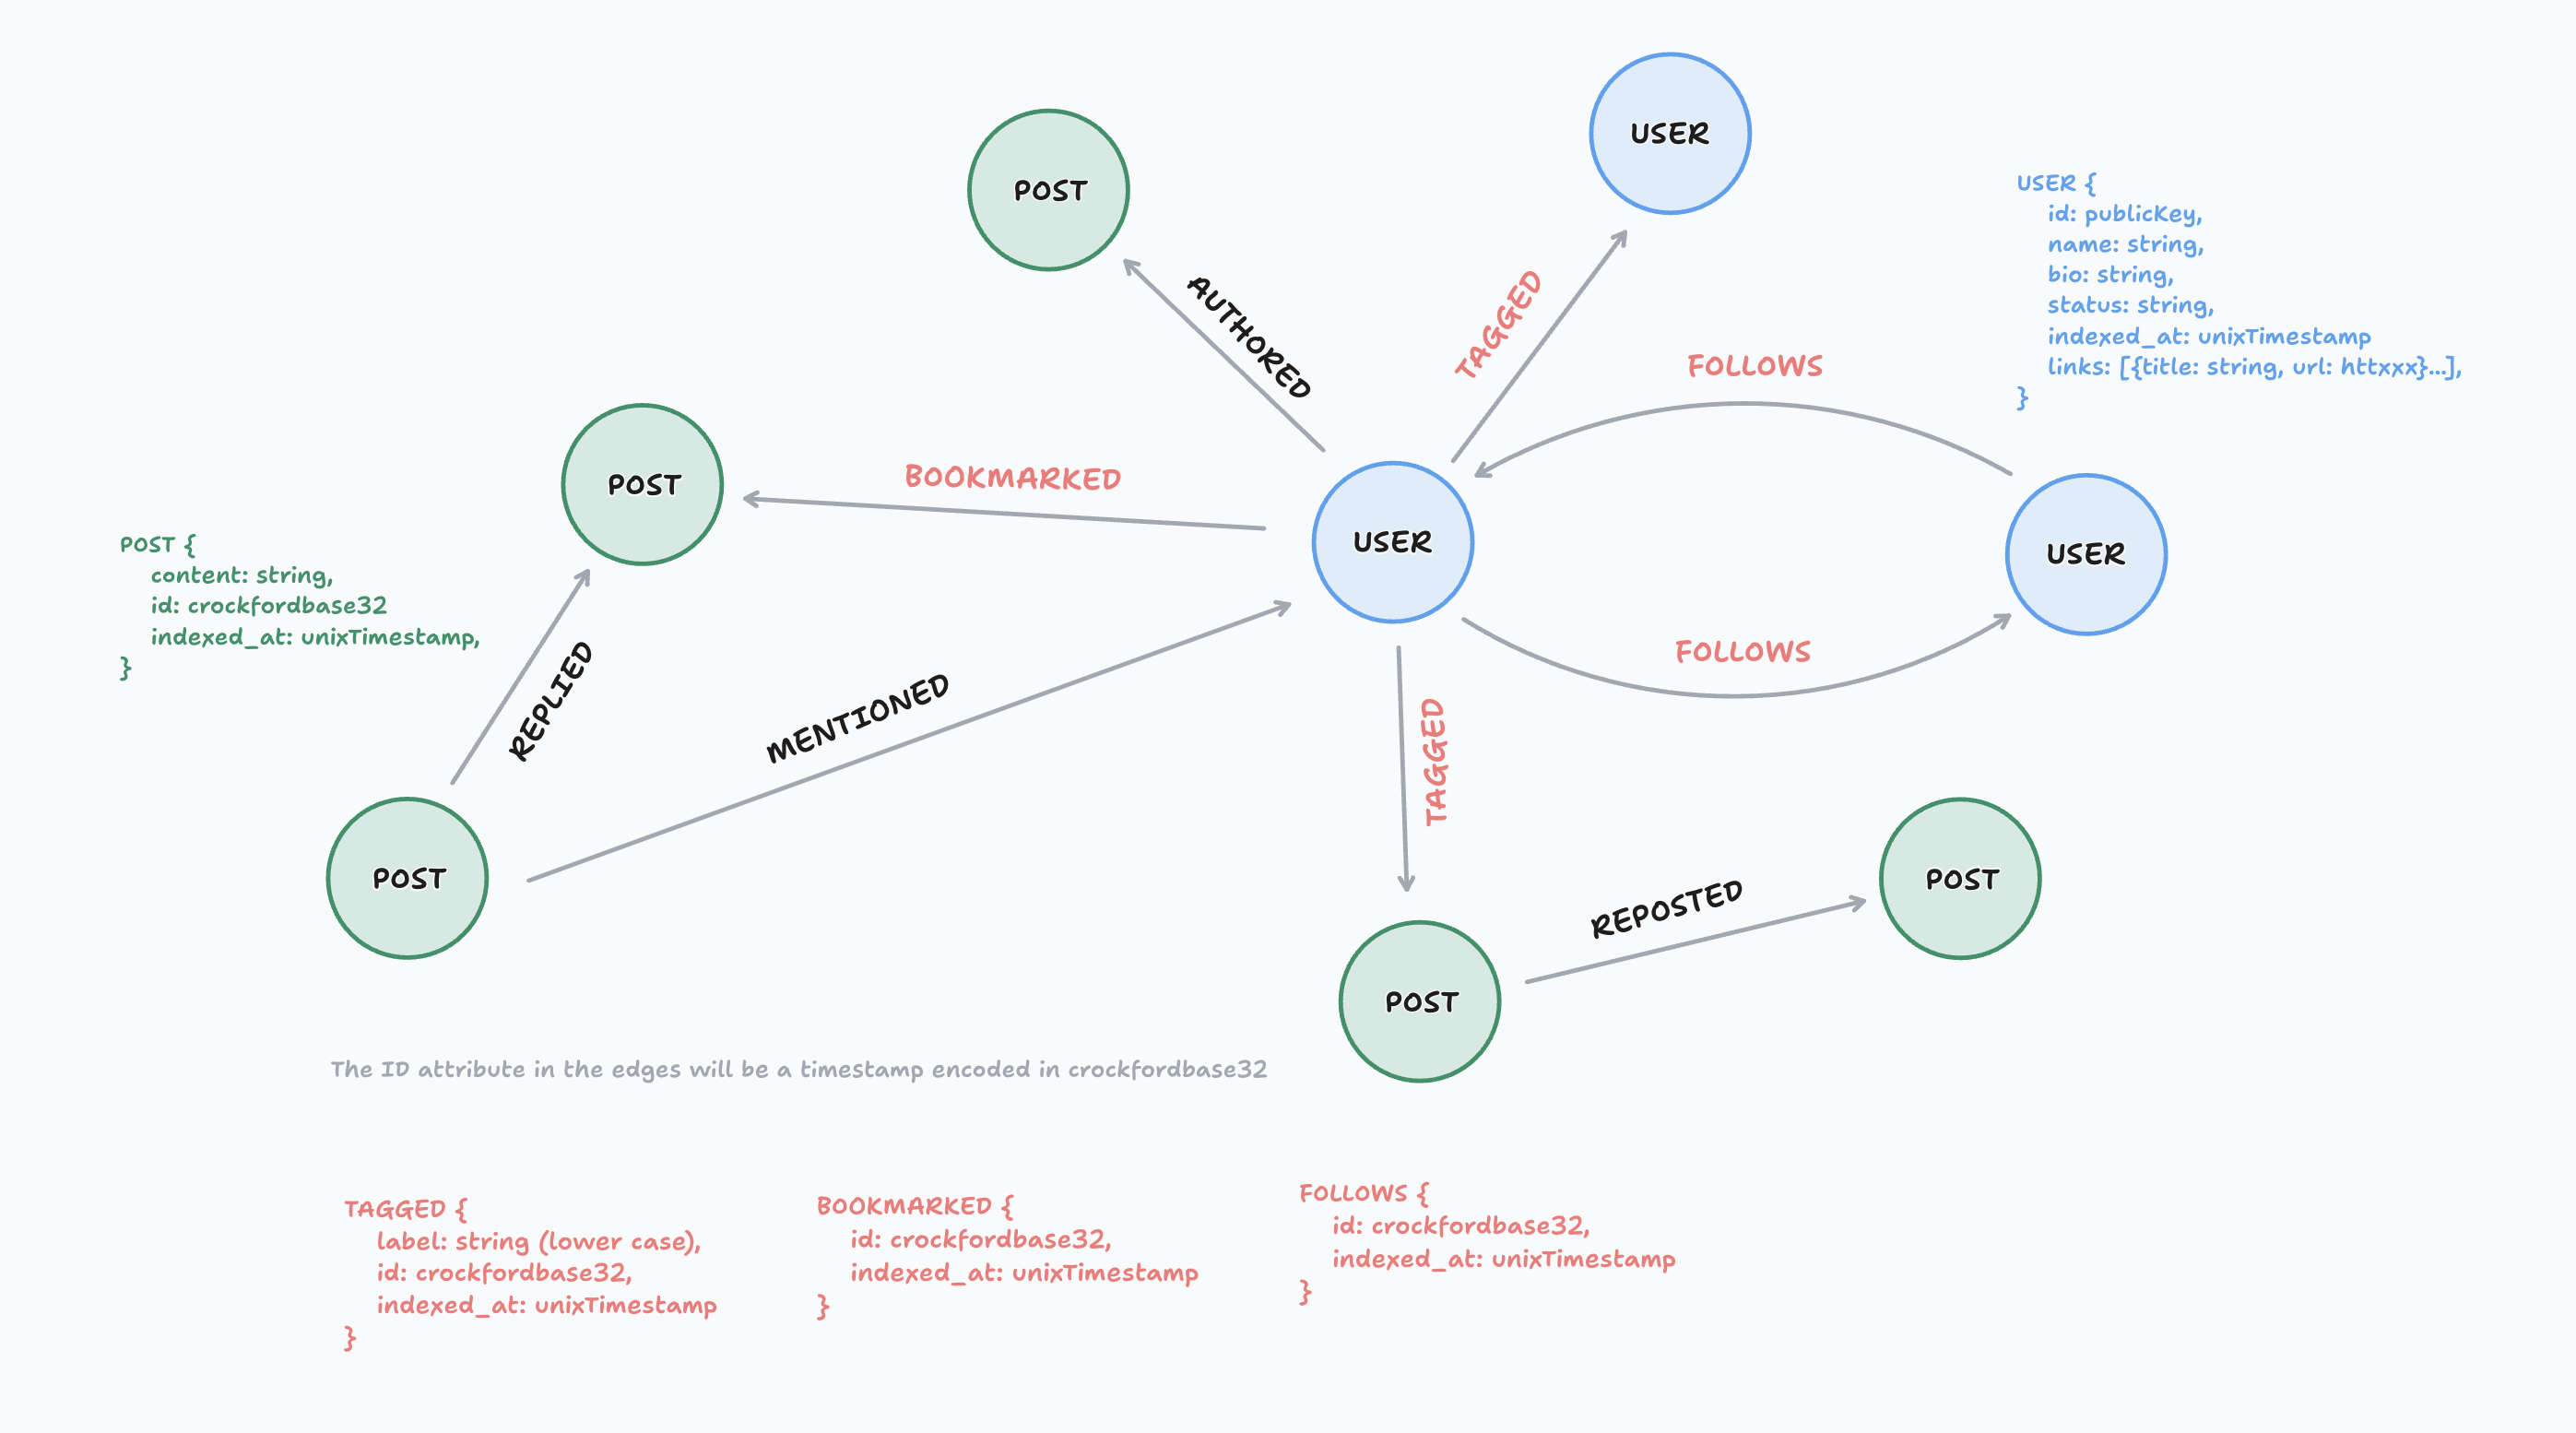 USER
POST
USER {
id: publicKey,
name: string,
bio: string,
status: string,
indexed_at: unixTimestamp
links: [{title: string, url: httxxx}...],
}
AUTHORED
TAGGED
FOLLOWS
POST
BOOKMARKED
USER
USER
POST {
content: string,
id: crockfordbase32
indexed_at: unixTimestamp,
}
REPLIED
MENTIONED
FOLLOWS
TAGGED
POST
POST
REPOSTED
POST
The ID attribute in the edges will be a timestamp encoded in crockfordbase32
TAGGED {
label: string (lower case),
id: crockfordbase32,
indexed_at: unixTimestamp
}
BOOKMARKED {
id: crockfordbase32,
indexed_at: unixTimestamp
}
FOLLOWS {
id: crockfordbase32,
indexed_at: unixTimestamp
}